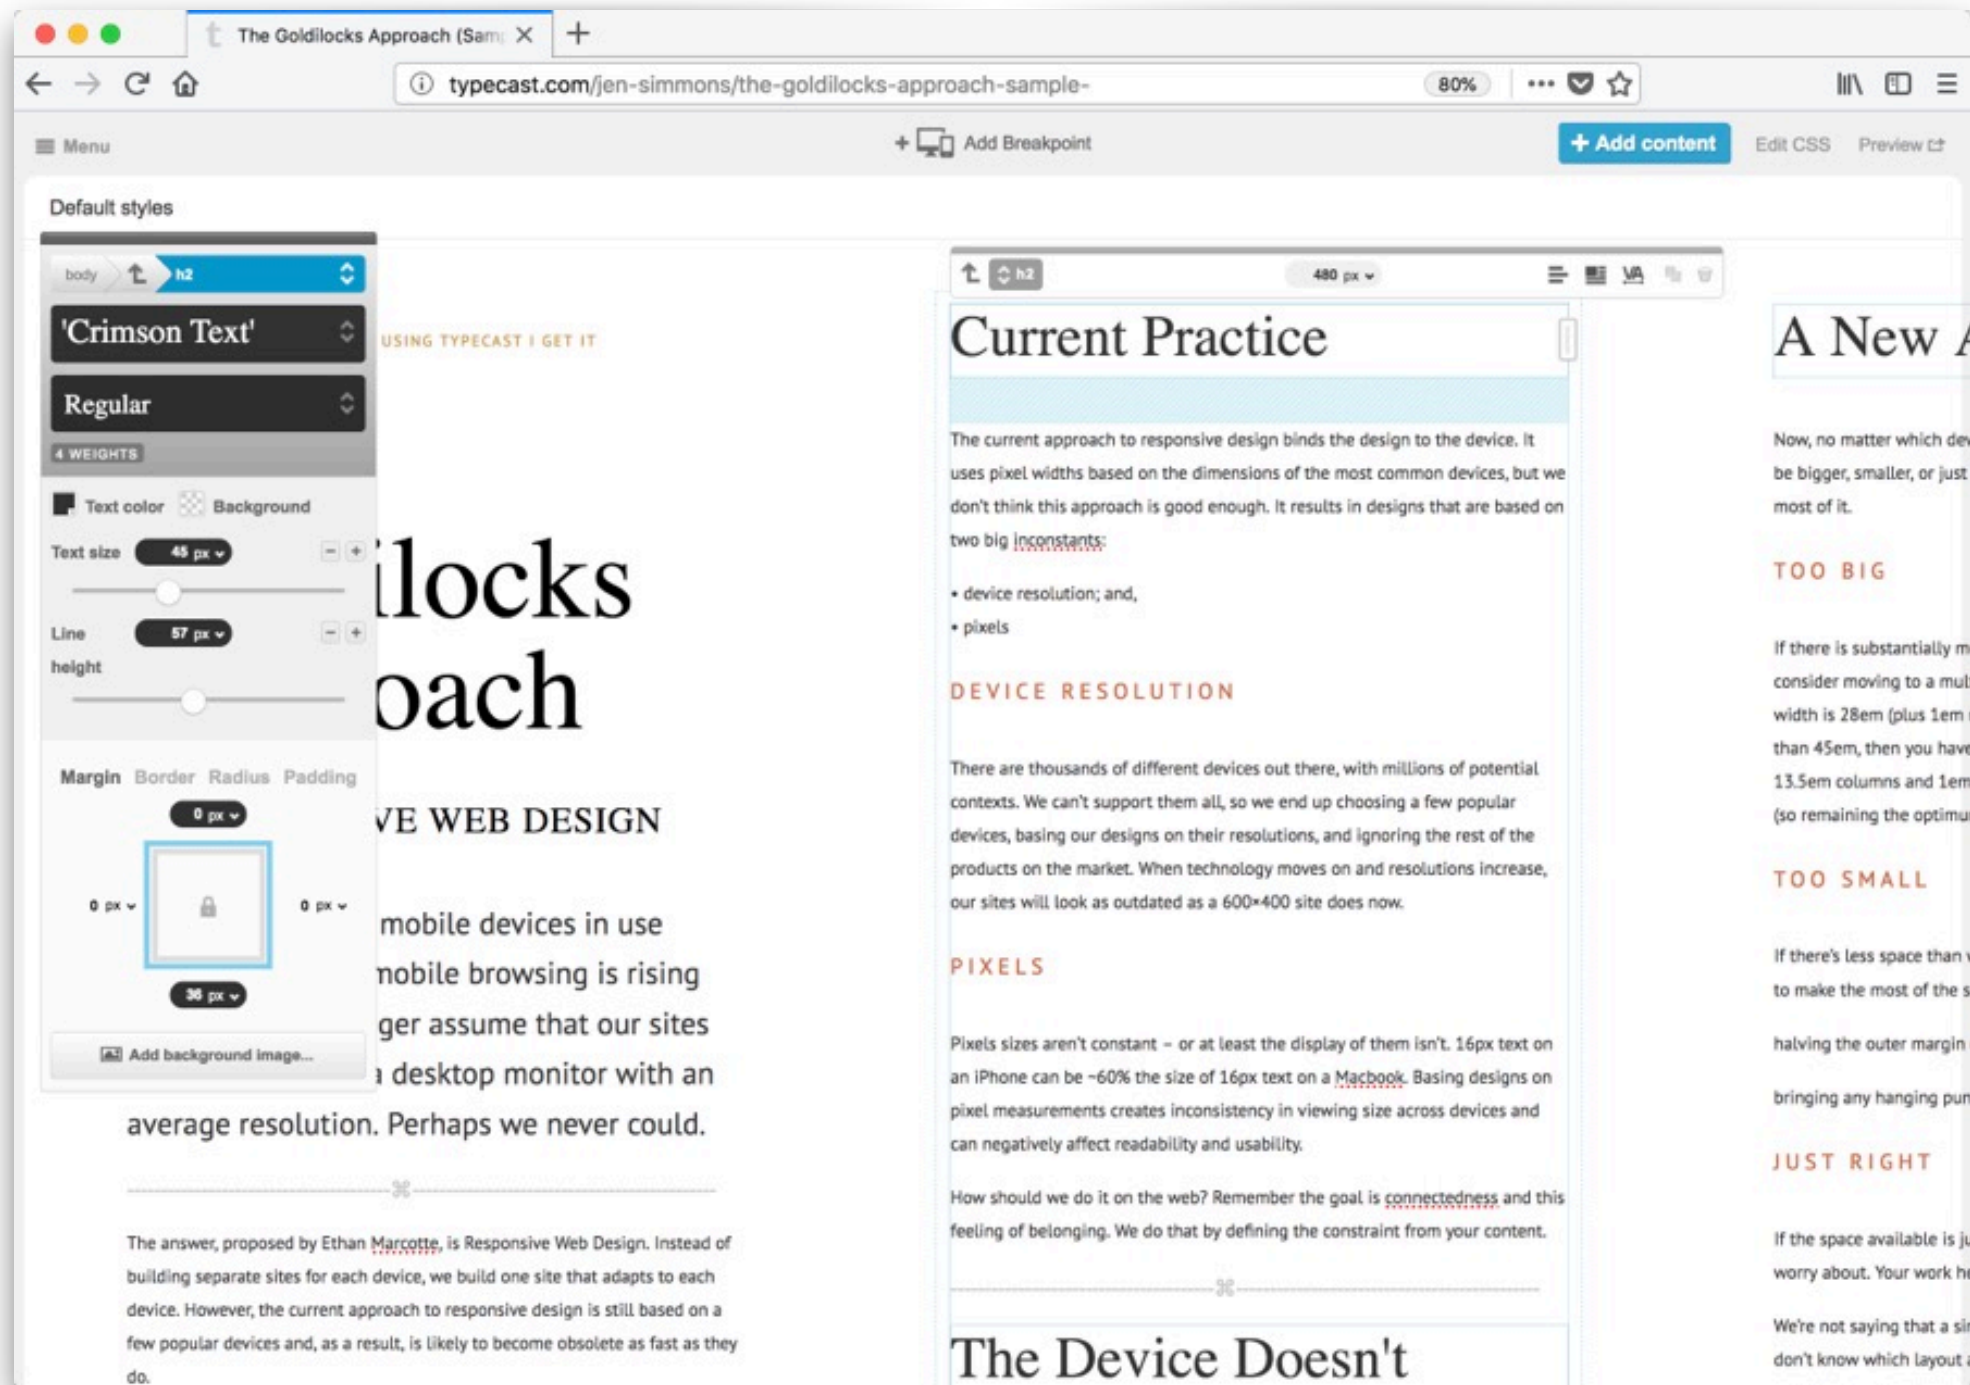 The Goldilocks Approach (Sam
typecast.com/jen-simmons/the-goldilocks-approach-sample-
80%
Menu
Add Breakpoint
+ Add content
Edit CSS
Preview
Default styles
body
h2
'Crimson Text'
Regular
4 WEIGHTS
Text color
Background
Text size
45 px
Line
height
57 px
Margin Border Radius Padding
0 px
0 px
0 px
36 px
Add background image...
USING TYPECAST I GET IT
ilocks
oach
VE WEB DESIGN
mobile devices in use
mobile browsing is rising
ger assume that our sites
a desktop monitor with an
average resolution. Perhaps we never could.
The answer, proposed by Ethan Marcotte, is Responsive Web Design. Instead of
building separate sites for each device, we build one site that adapts to each
device. However, the current approach to responsive design is still based on a
few popular devices and, as a result, is likely to become obsolete as fast as they
do.
h2
480 px
VA
Current Practice
The current approach to responsive design binds the design to the device. It
uses pixel widths based on the dimensions of the most common devices, but we
don't think this approach is good enough. It results in designs that are based on
two big inconstants:
• device resolution; and,
• pixels
DEVICE RESOLUTION
There are thousands of different devices out there, with millions of potential
contexts. We can't support them all, so we end up choosing a few popular
devices, basing our designs on their resolutions, and ignoring the rest of the
products on the market. When technology moves on and resolutions increase,
our sites will look as outdated as a 600×400 site does now.
PIXELS
Pixels sizes aren't constant – or at least the display of them isn't. 16px text on
an iPhone can be ~60% the size of 16px text on a Macbook. Basing designs on
pixel measurements creates inconsistency in viewing size across devices and
can negatively affect readability and usability.
How should we do it on the web? Remember the goal is connectedness and this
feeling of belonging. We do that by defining the constraint from your content.
The Device Doesn't
A New A
Now, no matter which dev
be bigger, smaller, or just
most of it.
TOO BIG
If there is substantially m
consider moving to a mul
width is 28em (plus 1em
than 45em, then you have
13.5em columns and 1em
(so remaining the optimu
TOO SMALL
If there's less space than
to make the most of the s
halving the outer margin
bringing any hanging pun
JUST RIGHT
If the space available is ju
worry about. Your work he
We're not saying that a si
don't know which layout a